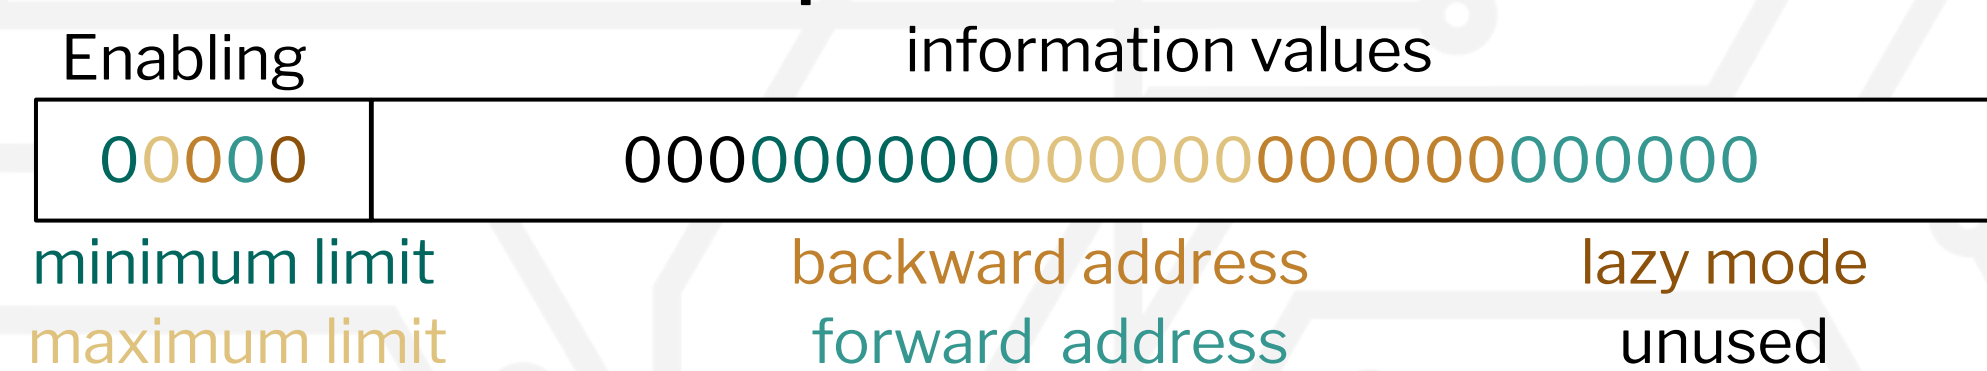 Enabling information values
00000 000000000000000000000000000
minimum limit backward address lazy mode
maximum limit forward address unused